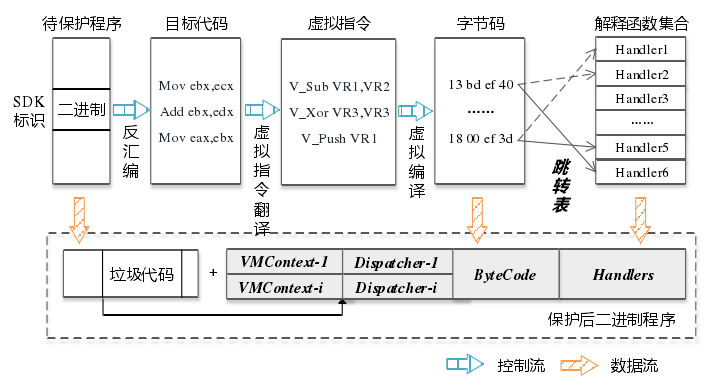 待保护程序
目标代码
虚拟指令
字节码
解释函数集合
SDK
标识
二进制
反汇编
Mov ebx,ecx
Add ebx,edx
Mov eax,ebx
虚拟指令翻译
V_Sub VR1,VR2
V_Xor VR3,VR3
V_Push VR1
虚拟编译
13 bd ef 40
······
18 00 ef 3d
跳转表
Handler1
Handler2
Handler3
······
Handler5
Handler6
垃圾代码
+
VMContext-1
Dispatcher-1
VMContext-i
Dispatcher-i
ByteCode
Handlers
保护后二进制程序
控制流
数据流